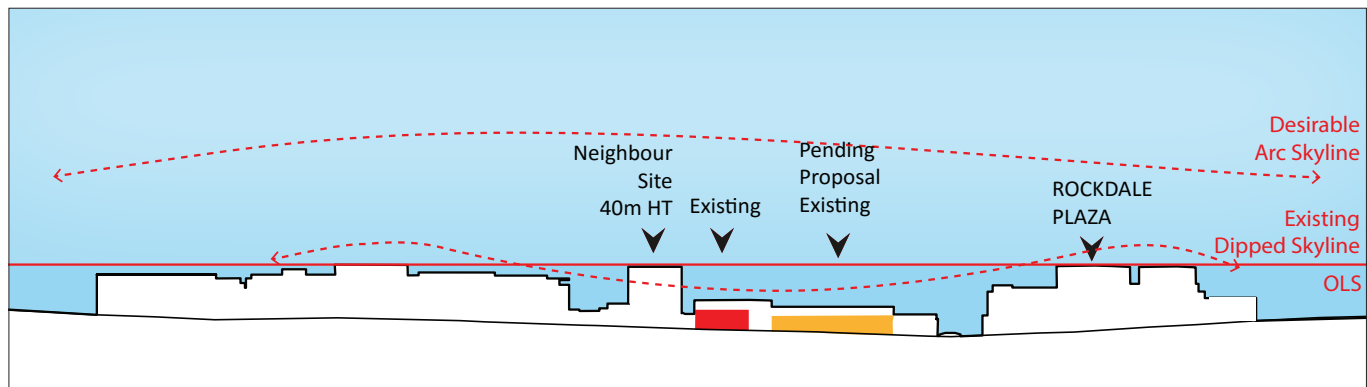 Desirable
Arc Skyline
Neighbour
Site
40m HT
Existing
Pending
Proposal
Existing
ROCKDALE
PLAZA
Existing
Dipped Skyline
OLS